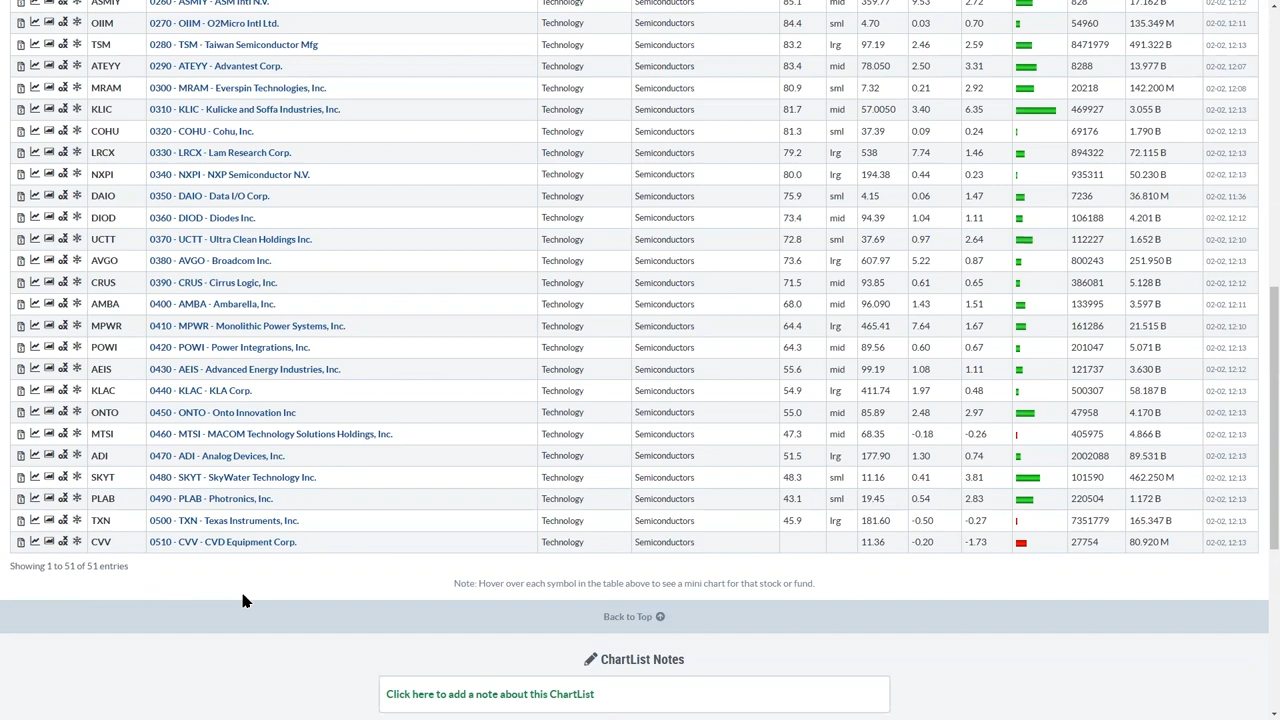 ASMIY 0260 - ASMIY - ASM Intl N.V. Technology Semiconductors 85.1 mid 359.77 9.53 2.72 828 17.162 B 02-02, 12:12
OIIM 0270 - OIIM - O2Micro Intl Ltd. Technology Semiconductors 84.4 sml 4.70 0.03 0.70 54960 135.349 M 02-02, 12:11
TSM 0280 - TSM - Taiwan Semiconductor Mfg Technology Semiconductors 83.2 lrg 97.19 2.46 2.59 8471979 491.322 B 02-02, 12:13
ATEYY 0290 - ATEYY - Advantest Corp. Technology Semiconductors 83.4 mid 78.050 2.50 3.31 8288 13.977 B 02-02, 12:07
MRAM 0300 - MRAM - Everspin Technologies, Inc. Technology Semiconductors 80.9 sml 7.32 0.21 2.92 20218 142.200 M 02-02, 12:08
KLIC 0310 - KLIC - Kulicke and Soffa Industries, Inc. Technology Semiconductors 81.7 mid 57.0050 3.40 6.35 469927 3.055 B 02-02, 12:13
COHU 0320 - COHU - Cohu, Inc. Technology Semiconductors 81.3 sml 37.39 0.09 0.24 69176 1.790 B 02-02, 12:13
LRCX 0330 - LRCX - Lam Research Corp. Technology Semiconductors 79.2 lrg 538 7.74 1.46 894322 72.115 B 02-02, 12:13
NXPI 0340 - NXPI - NXP Semiconductor N.V. Technology Semiconductors 80.0 lrg 194.38 0.44 0.23 935311 50.230 B 02-02, 12:13
DAIO 0350 - DAIO - Data I/O Corp. Technology Semiconductors 75.9 sml 4.15 0.06 1.47 7236 36.810 M 02-02, 11:36
DIOD 0360 - DIOD - Diodes Inc. Technology Semiconductors 73.4 mid 94.39 1.04 1.11 106188 4.201 B 02-02, 12:12
UCTT 0370 - UCTT - Ultra Clean Holdings Inc. Technology Semiconductors 72.8 sml 37.69 0.97 2.64 112227 1.652 B 02-02, 12:10
AVGO 0380 - AVGO - Broadcom Inc. Technology Semiconductors 73.6 lrg 607.97 5.22 0.87 800243 251.950 B 02-02, 12:13
CRUS 0390 - CRUS - Cirrus Logic, Inc. Technology Semiconductors 71.5 mid 93.85 0.61 0.65 386081 5.128 B 02-02, 12:12
AMBA 0400 - AMBA - Ambarella, Inc. Technology Semiconductors 68.0 mid 96.090 1.43 1.51 133995 3.597 B 02-02, 12:11
MPWR 0410 - MPWR - Monolithic Power Systems, Inc. Technology Semiconductors 64.4 lrg 465.41 7.64 1.67 161286 21.515 B 02-02, 12:10
POWI 0420 - POWI - Power Integrations, Inc. Technology Semiconductors 64.3 mid 89.56 0.60 0.67 201047 5.071 B 02-02, 12:13
AEIS 0430 - AEIS - Advanced Energy Industries, Inc. Technology Semiconductors 55.6 mid 99.19 1.08 1.11 121737 3.630 B 02-02, 12:12
KLAC 0440 - KLAC - KLA Corp. Technology Semiconductors 54.9 lrg 411.74 1.97 0.48 500307 58.187 B 02-02, 12:13
ONTO 0450 - ONTO - Onto Innovation Inc Technology Semiconductors 55.0 mid 85.89 2.48 2.97 47958 4.170 B 02-02, 12:13
MTSI 0460 - MTSI - MACOM Technology Solutions Holdings, Inc. Technology Semiconductors 47.3 mid 68.35 -0.18 -0.26 405975 4.866 B 02-02, 12:13
ADI 0470 - ADI - Analog Devices, Inc. Technology Semiconductors 51.5 lrg 177.90 1.30 0.74 2002088 89.531 B 02-02, 12:13
SKYT 0480 - SKYT - SkyWater Technology Inc. Technology Semiconductors 48.3 sml 11.16 0.41 3.81 101590 462.250 M 02-02, 12:13
PLAB 0490 - PLAB - Photronics, Inc. Technology Semiconductors 43.1 sml 19.45 0.54 2.83 220504 1.172 B 02-02, 12:13
TXN 0500 - TXN - Texas Instruments, Inc. Technology Semiconductors 45.9 lrg 181.60 -0.50 -0.27 7351779 165.347 B 02-02, 12:13
CVV 0510 - CVV - CVD Equipment Corp. Technology Semiconductors 11.36 -0.20 -1.73 27754 80.920 M 02-02, 12:13
Showing 1 to 51 of 51 entries
Note: Hover over each symbol in the table above to see a mini chart for that stock or fund.
Back to Top
ChartList Notes
Click here to add a note about this ChartList